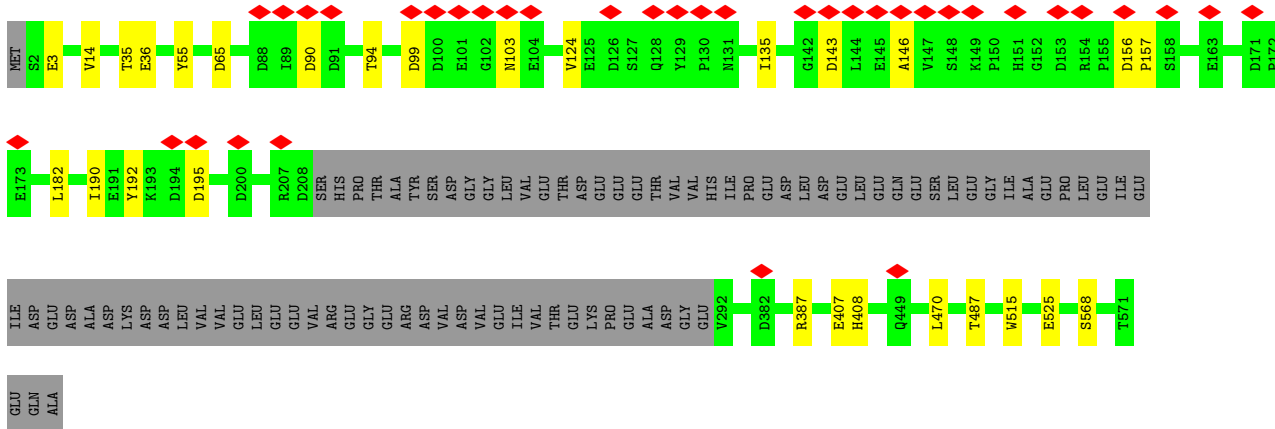 MET S2 E3 V14 T35 E36 Y55 D65 D88 I89 D90 D91 T94 D99 D100 E101 G102 N103 E104 V124 E125 D126 S127 Q128 Y129 P130 N131 I135 G142 D143 L144 E145 A146 V147 S148 K149 P150 H151 G152 D153 R154 P155 D156 P157 S158 E163 D171 P172
E173 L182 I190 E191 Y192 K193 D194 D195 D200 R207 D208 SER HIS PRO THR ALA TYR SER ASP GLY GLY LEU VAL GLU THR ASP GLU GLU GLU THR VAL VAL HIS ILE PRO GLU ASP LEU ASP GLU LEU GLU GLN GLU SER LEU GLU GLY ILE ALA GLU PRO LEU GLU ILE GLU
ILE ASP GLU ASP ALA ASP LYS ASP ASP LEU VAL VAL GLU LEU GLU GLU VAL ARG GLU GLY GLU ARG ASP VAL ASP VAL GLU ILE VAL THR GLU LYS PRO GLU ALA ASP GLY GLU V292 D382 R387 E407 H408 Q449 L470 T487 W515 E525 S568 T571
GLU GLN ALA